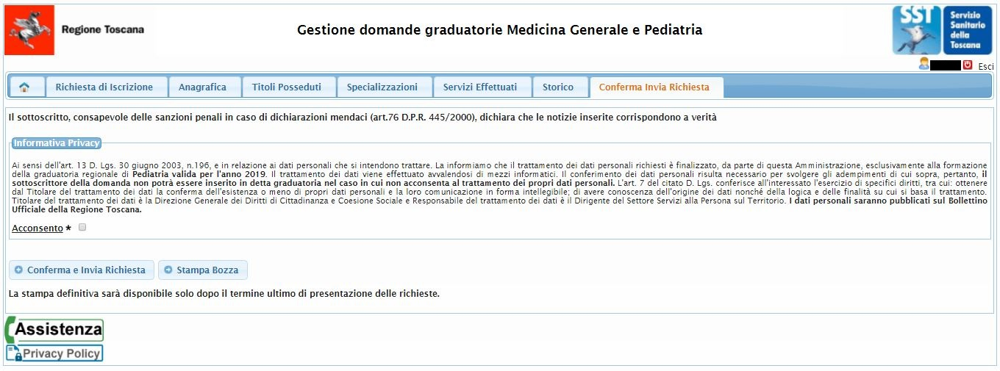 Regione Toscana
Gestione domande graduatorie Medicina Generale e Pediatria
SST
Servizio
Sanitario
della
Toscana
Esci
Richiesta di Iscrizione Anagrafica Titoli Posseduti Specializzazioni Servizi Effettuati Storico Conferma Invia Richiesta
Il sottoscritto, consapevole delle sanzioni penali in caso di dichiarazioni mendaci (art.76 D.P.R. 445/2000), dichiara che le notizie inserite corrispondono a verità
Informativa Privacy
Ai sensi dell'art. 13 D. Lgs. 30 giugno 2003, n.196, e in relazione ai dati personali che si intendono trattare. La informiamo che il trattamento dei dati personali richiesti è finalizzato, da parte di questa Amministrazione, esclusivamente alla formazione
della graduatoria regionale di Pediatria valida per l'anno 2019. Il trattamento dei dati viene effettuato avvalendosi di mezzi informatici. Il conferimento dei dati personali risulta necessario per svolgere gli adempimenti di cui sopra, pertanto, il
sottoscrittore della domanda non potrà essere inserito in detta graduatoria nel caso in cui non acconsenta al trattamento dei propri dati personali. L'art. 7 del citato D. Lgs. conferisce all'interessato l'esercizio di specifici diritti, tra cui: ottenere
dal Titolare del trattamento dei dati la conferma dell'esistenza o meno di propri dati personali e la loro comunicazione in forma intellegibile; di avere conoscenza dell'origine dei dati nonché della logica e delle finalità su cui si basa il trattamento.
Titolare del trattamento dei dati è la Direzione Generale dei Diritti di Cittadinanza e Coesione Sociale e Responsabile del trattamento dei dati è il Dirigente del Settore Servizi alla Persona sul Territorio. I dati personali saranno pubblicati sul Bollettino
Ufficiale della Regione Toscana.
Acconsento *
Conferma e Invia Richiesta Stampa Bozza
La stampa definitiva sarà disponibile solo dopo il termine ultimo di presentazione delle richieste.
Assistenza
Privacy Policy